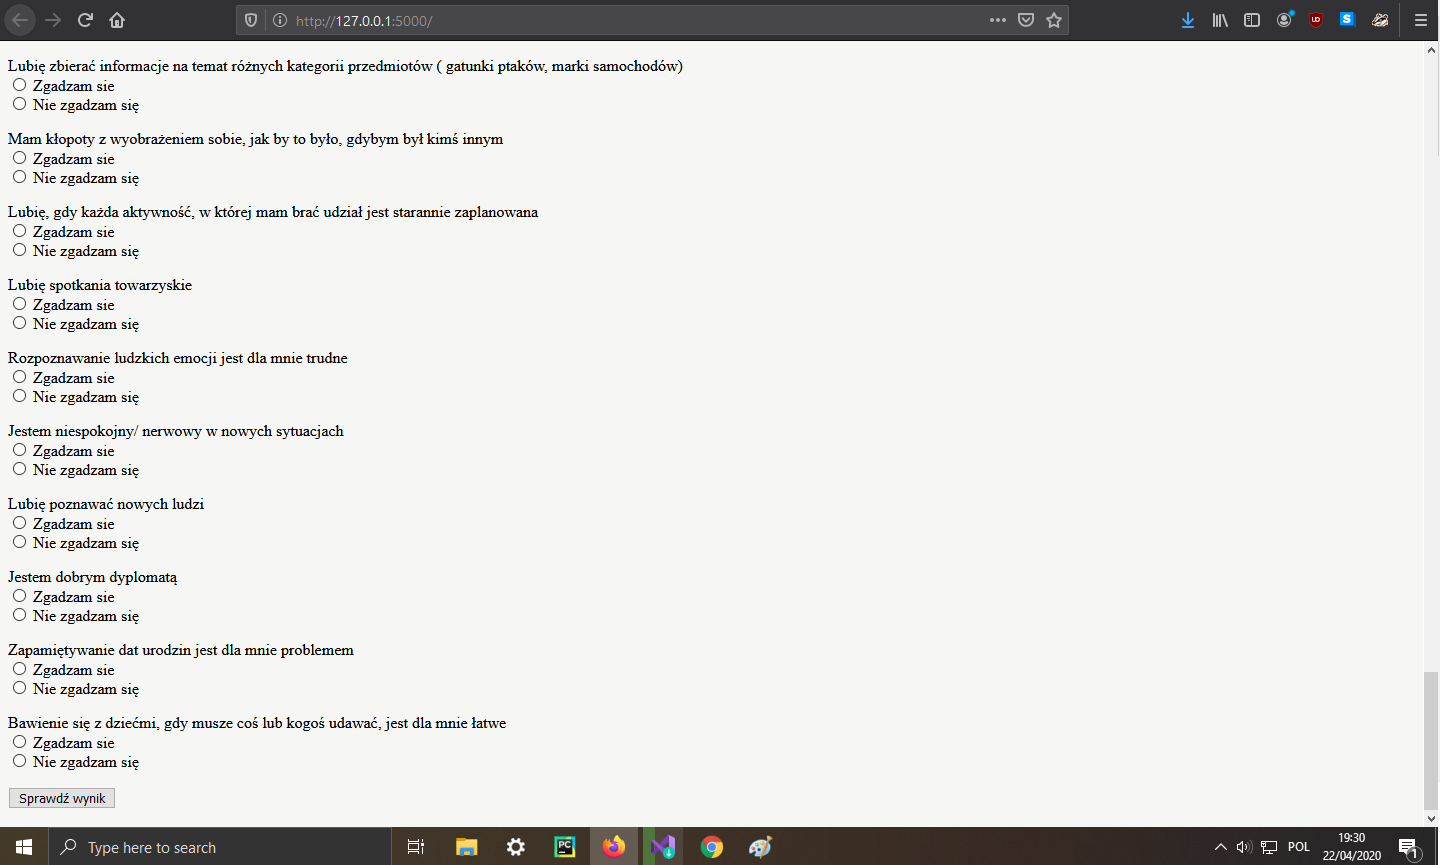 http://127.0.0.1:5000/
Lubię zbierać informacje na temat różnych kategorii przedmiotów ( gatunki ptaków, marki samochodów)
Zgadzam sie
Nie zgadzam się
Mam kłopoty z wyobrażeniem sobie, jak by to było, gdybym był kimś innym
Zgadzam sie
Nie zgadzam się
Lubię, gdy każda aktywność, w której mam brać udział jest starannie zaplanowana
Zgadzam sie
Nie zgadzam się
Lubię spotkania towarzyskie
Zgadzam sie
Nie zgadzam się
Rozpoznawanie ludzkich emocji jest dla mnie trudne
Zgadzam sie
Nie zgadzam się
Jestem niespokojny/ nerwowy w nowych sytuacjach
Zgadzam sie
Nie zgadzam się
Lubię poznawać nowych ludzi
Zgadzam sie
Nie zgadzam się
Jestem dobrym dyplomatą
Zgadzam sie
Nie zgadzam się
Zapamiętywanie dat urodzin jest dla mnie problemem
Zgadzam sie
Nie zgadzam się
Bawienie się z dziećmi, gdy musze coś lub kogoś udawać, jest dla mnie łatwe
Zgadzam sie
Nie zgadzam się
Sprawdź wynik
Type here to search
PC
POL
19:30
22/04/2020
1